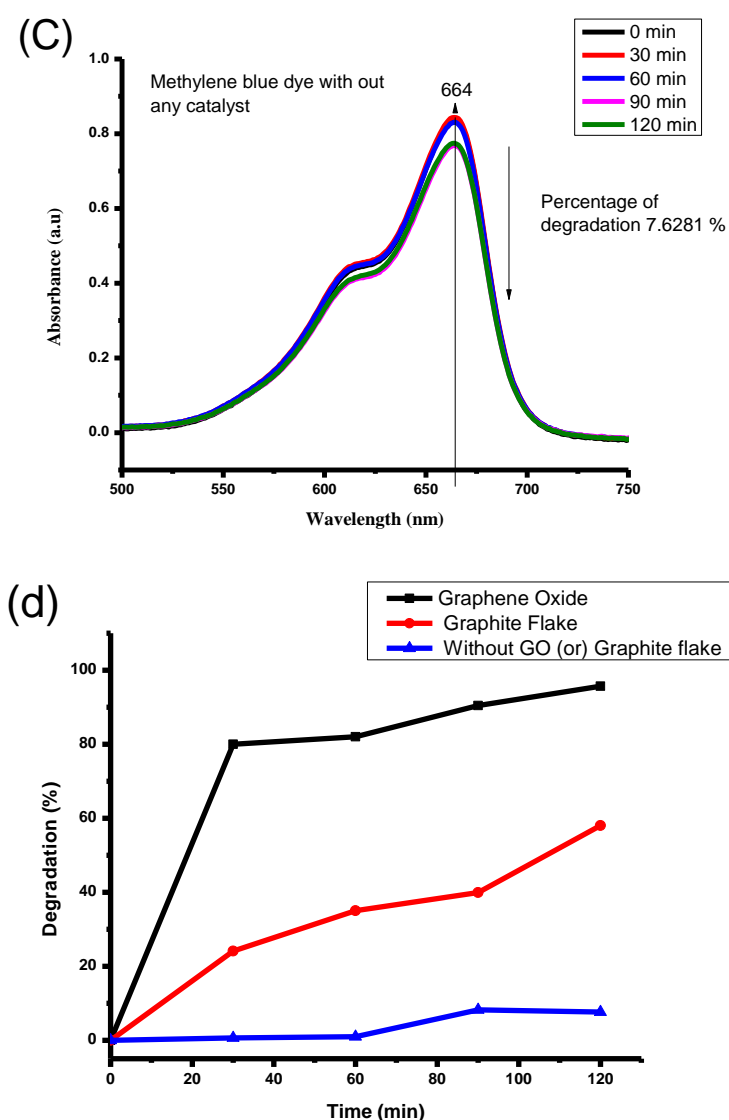 (C)
0 min
30 min
60 min
90 min
120 min
Methylene blue dye with out
any catalyst
664
Percentage of
degradation 7.6281 %
1.0
0.8
0.6
0.4
0.2
0.0
Absorbance (a.u)
500
550
600
650
700
750
Wavelength (nm)
(d)
Graphene Oxide
Graphite Flake
Without GO (or) Graphite flake
100
80
60
40
20
0
Degradation (%)
0
20
40
60
80
100
120
Time (min)